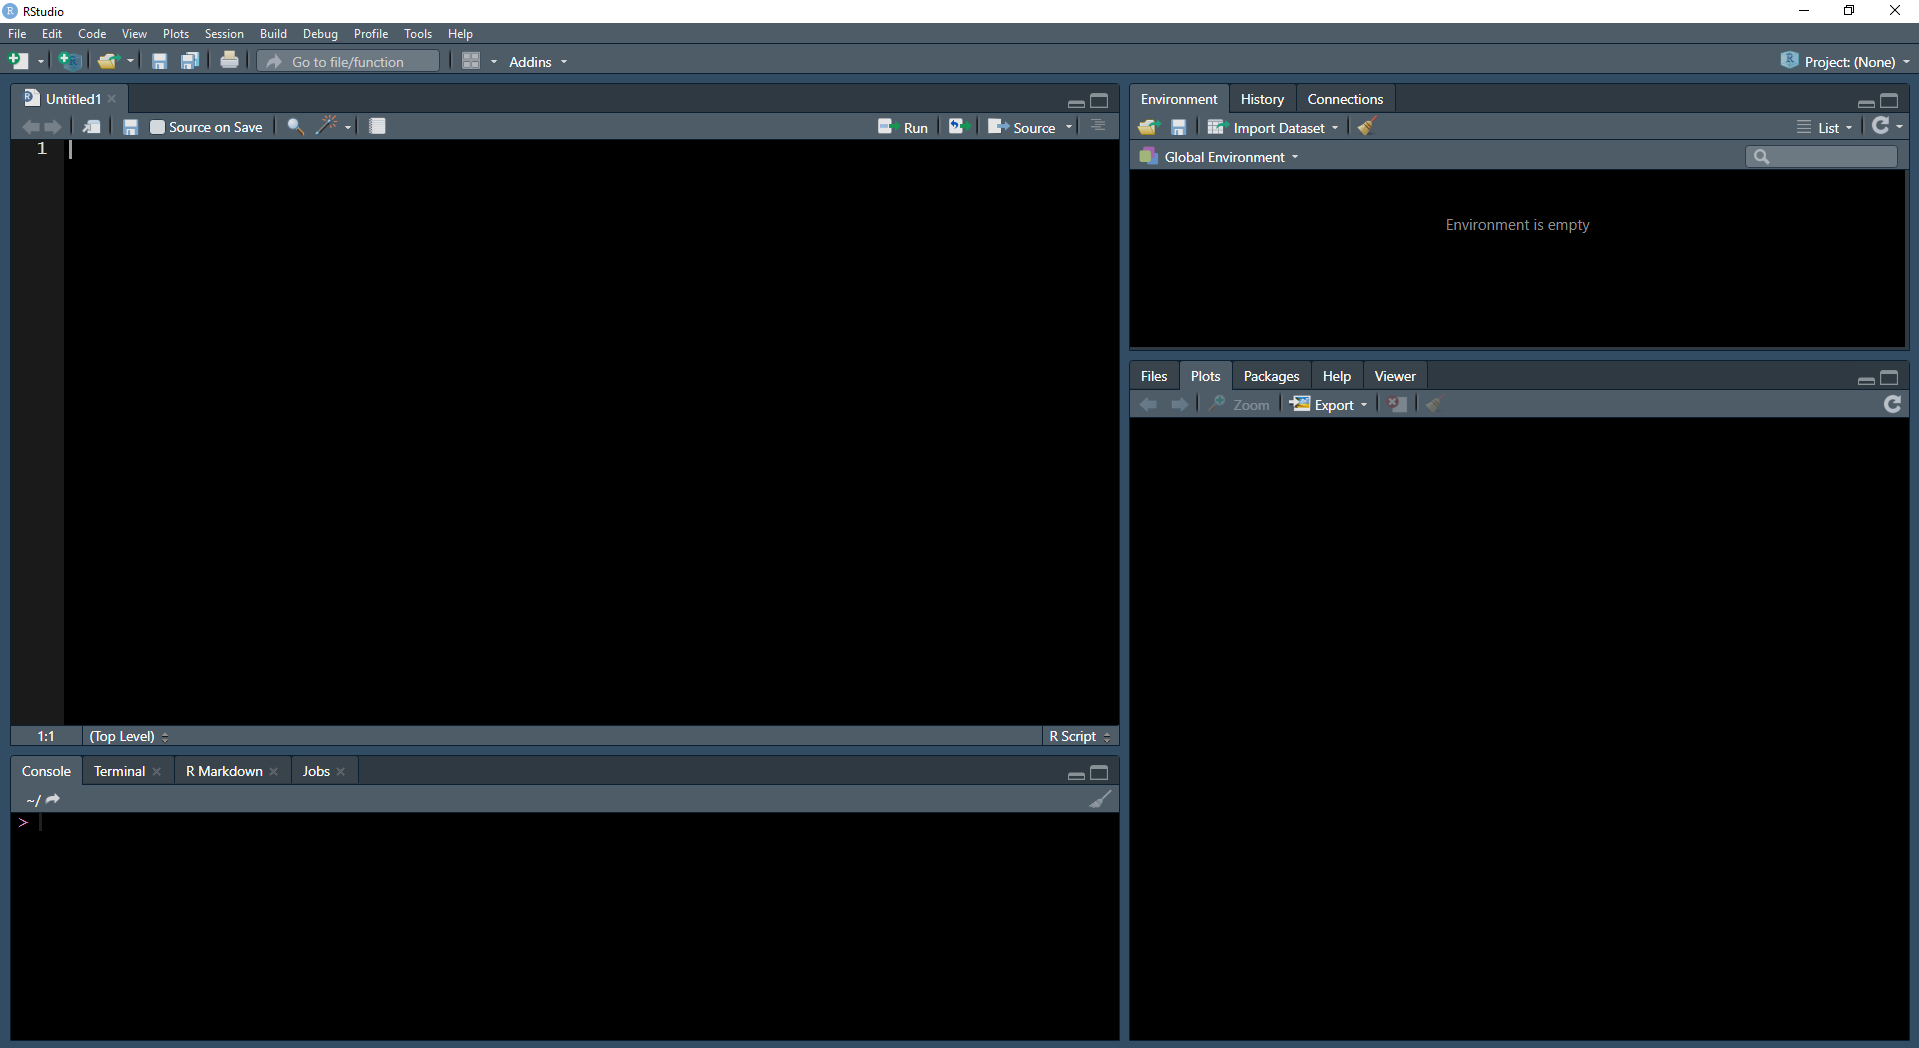 RStudio
File Edit Code View Plots Session Build Debug Profile Tools Help
Go to file/function Addins Project: (None)
Untitled1
Source on Save Run Source
1
1:1 (Top Level) R Script
Console Terminal R Markdown Jobs
~/
>
Environment History Connections
Import Dataset List
Global Environment
Environment is empty
Files Plots Packages Help Viewer
Zoom Export